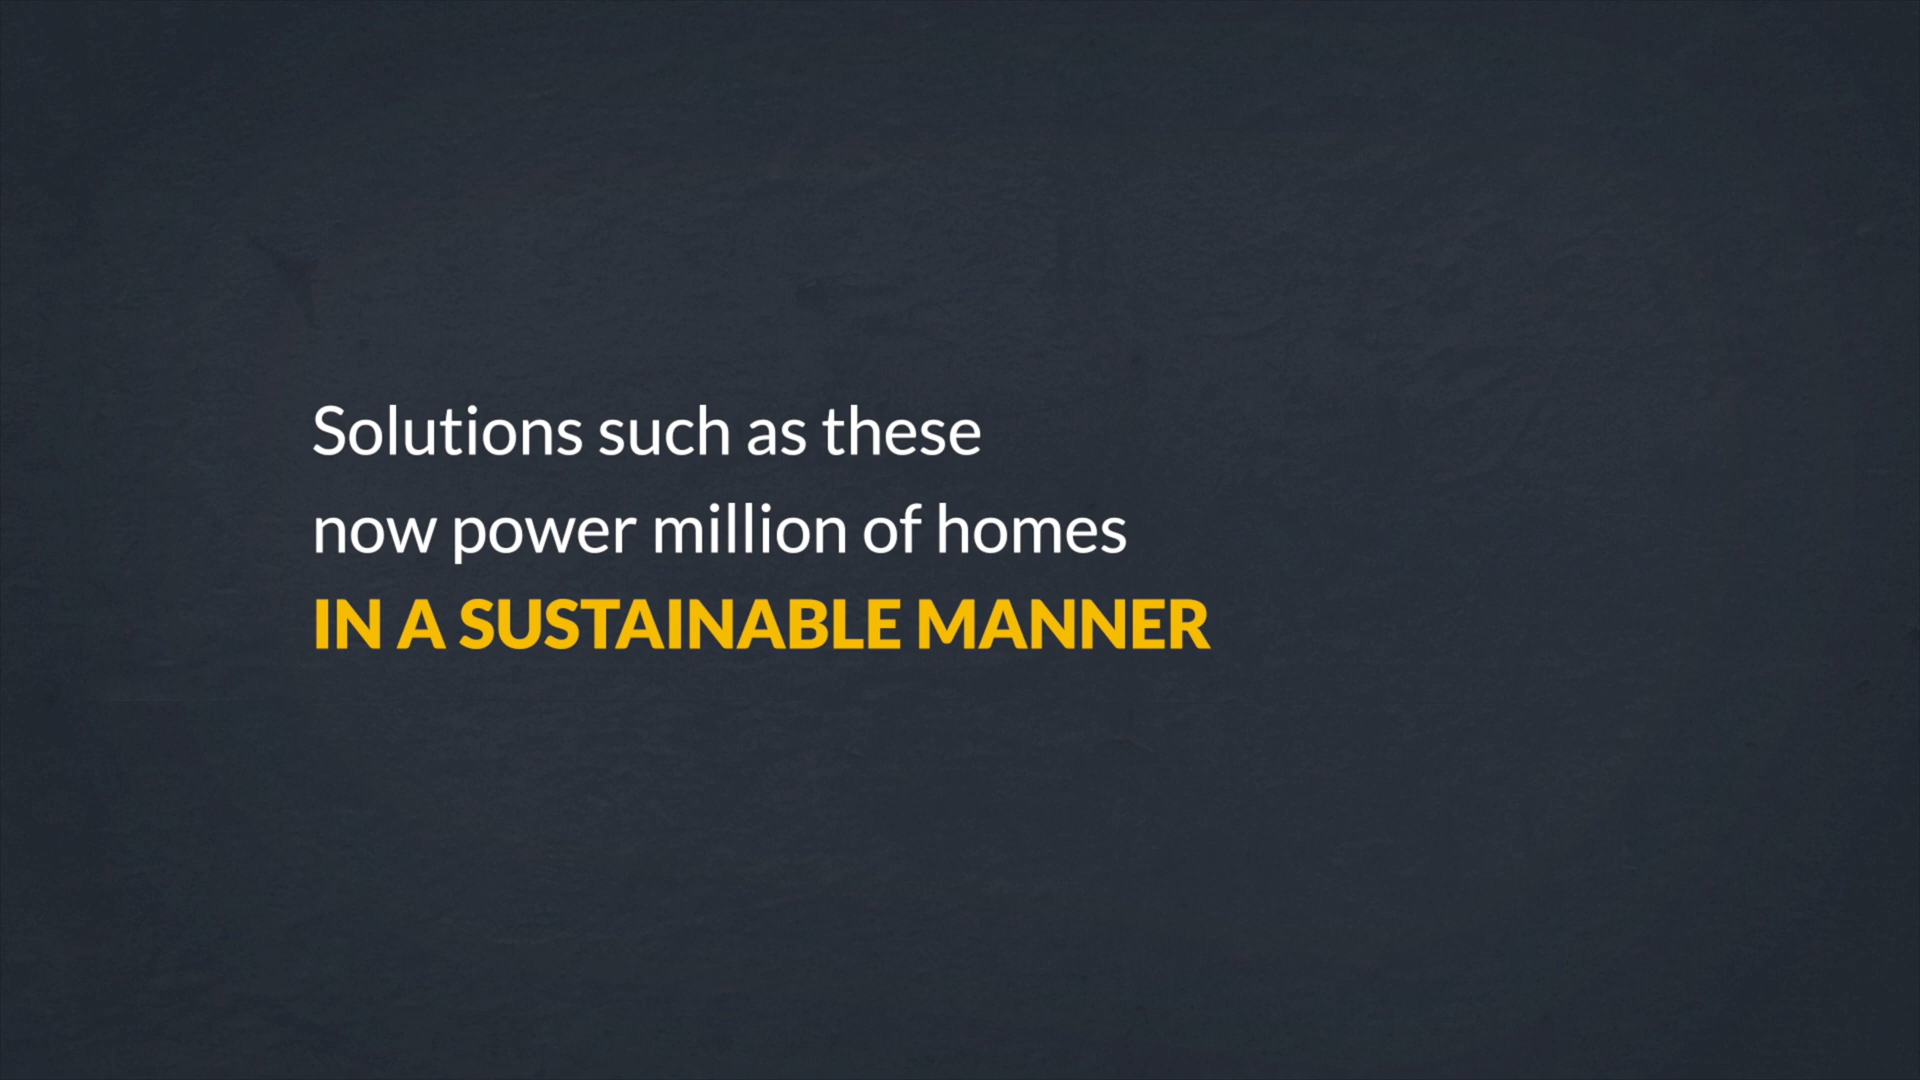 Solutions such as these
now power million of homes
IN A SUSTAINABLE MANNER